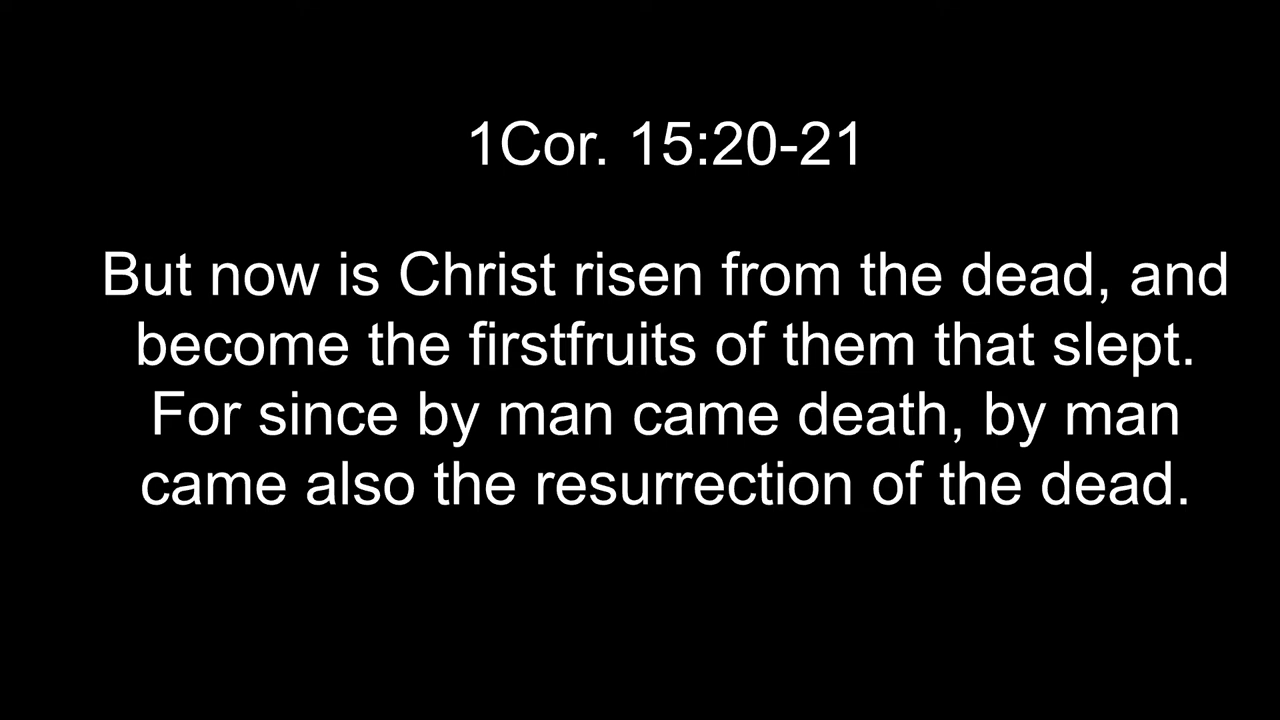 1Cor. 15:20-21
But now is Christ risen from the dead, and
become the firstfruits of them that slept.
For since by man came death, by man
came also the resurrection of the dead.